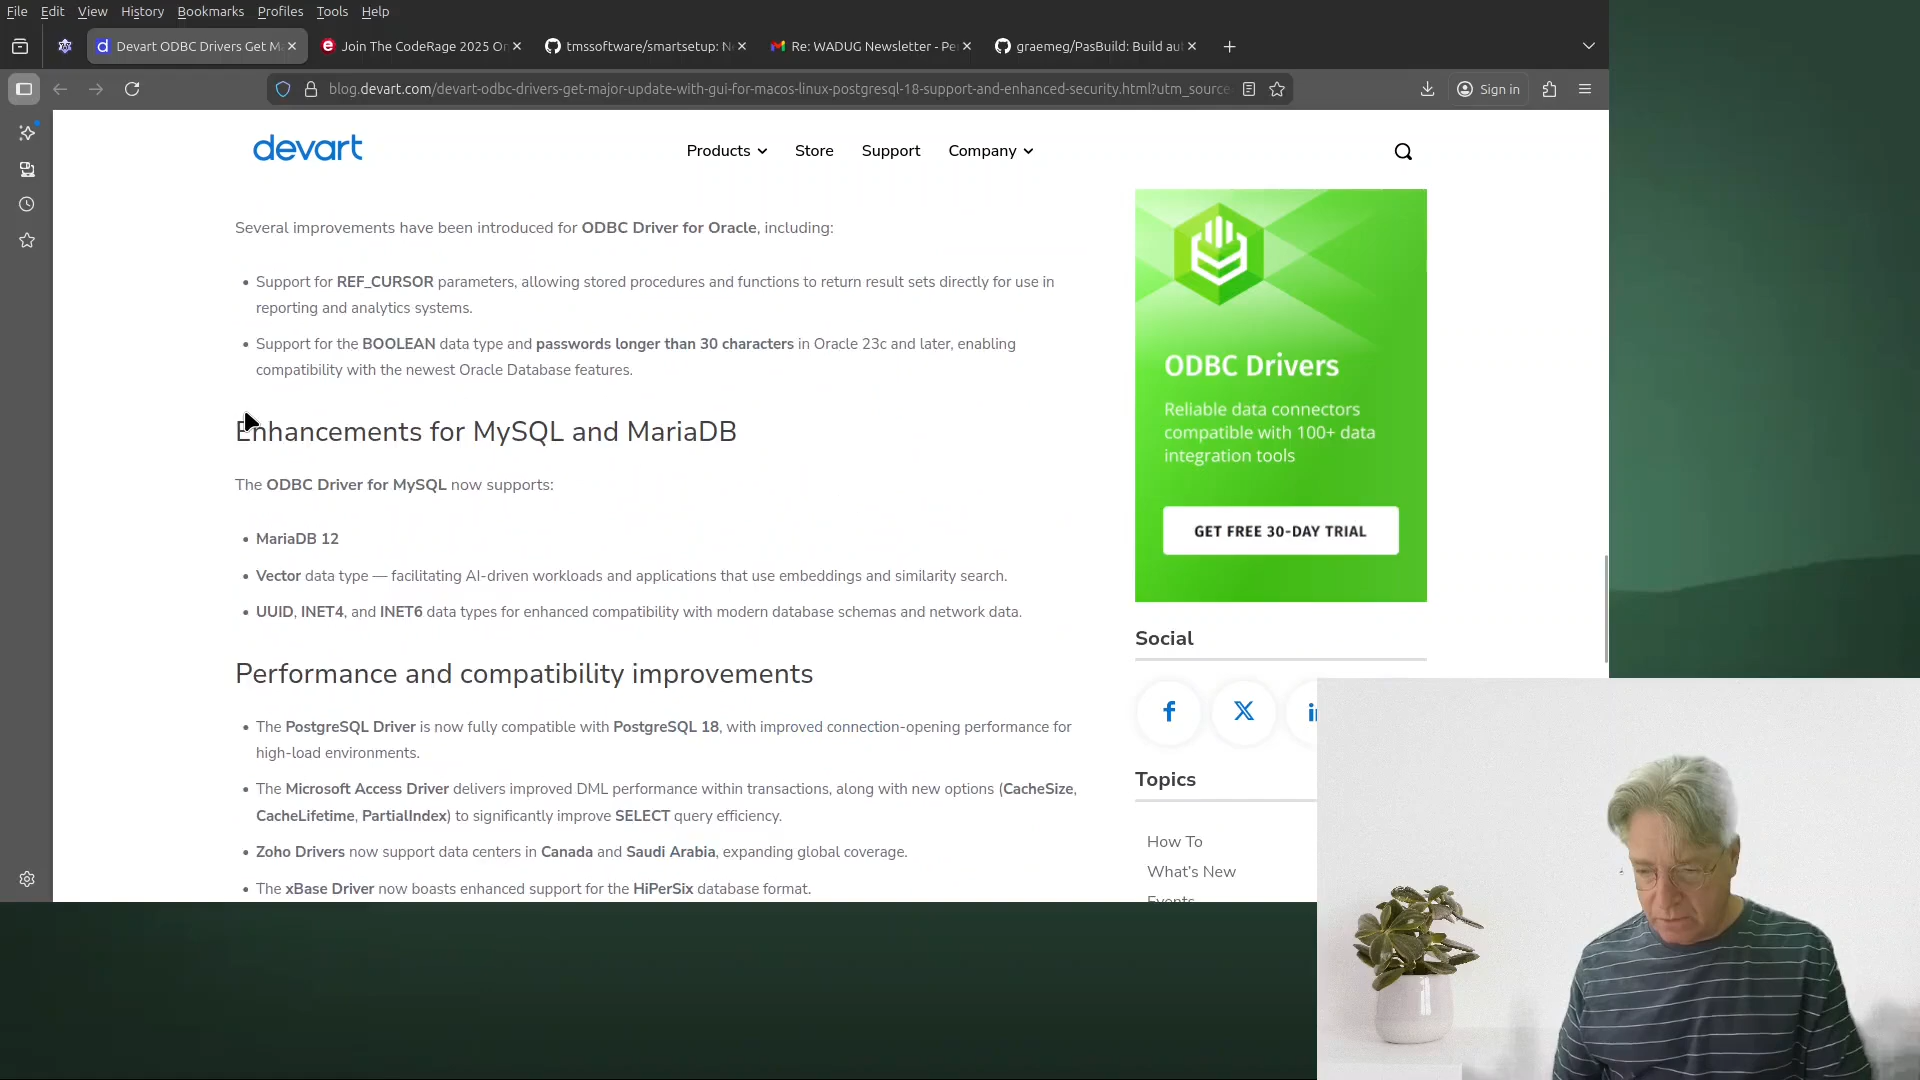 File Edit View History Bookmarks Profiles Tools Help
Devart ODBC Drivers Get M
Join The CodeRage 2025 O
tmssoftware/smartsetup: N
Re: WADUG Newsletter - Pe
graemeg/PasBuild: Build au
blog.devart.com/devart-odbc-drivers-get-major-update-with-gui-for-macos-linux-postgresql-18-support-and-enhanced-security.html?utm_source
Sign in
devart
Products
Store
Support
Company
Several improvements have been introduced for ODBC Driver for Oracle, including:
• Support for REF_CURSOR parameters, allowing stored procedures and functions to return result sets directly for use in
reporting and analytics systems.
• Support for the BOOLEAN data type and passwords longer than 30 characters in Oracle 23c and later, enabling
compatibility with the newest Oracle Database features.
Enhancements for MySQL and MariaDB
The ODBC Driver for MySQL now supports:
• MariaDB 12
• Vector data type — facilitating AI-driven workloads and applications that use embeddings and similarity search.
• UUID, INET4, and INET6 data types for enhanced compatibility with modern database schemas and network data.
Performance and compatibility improvements
• The PostgreSQL Driver is now fully compatible with PostgreSQL 18, with improved connection-opening performance for
high-load environments.
• The Microsoft Access Driver delivers improved DML performance within transactions, along with new options (CacheSize,
CacheLifetime, PartialIndex) to significantly improve SELECT query efficiency.
• Zoho Drivers now support data centers in Canada and Saudi Arabia, expanding global coverage.
• The xBase Driver now boasts enhanced support for the HiPerSix database format.
ODBC Drivers
Reliable data connectors
compatible with 100+ data
integration tools
GET FREE 30-DAY TRIAL
Social
Topics
How To
What's New
Events